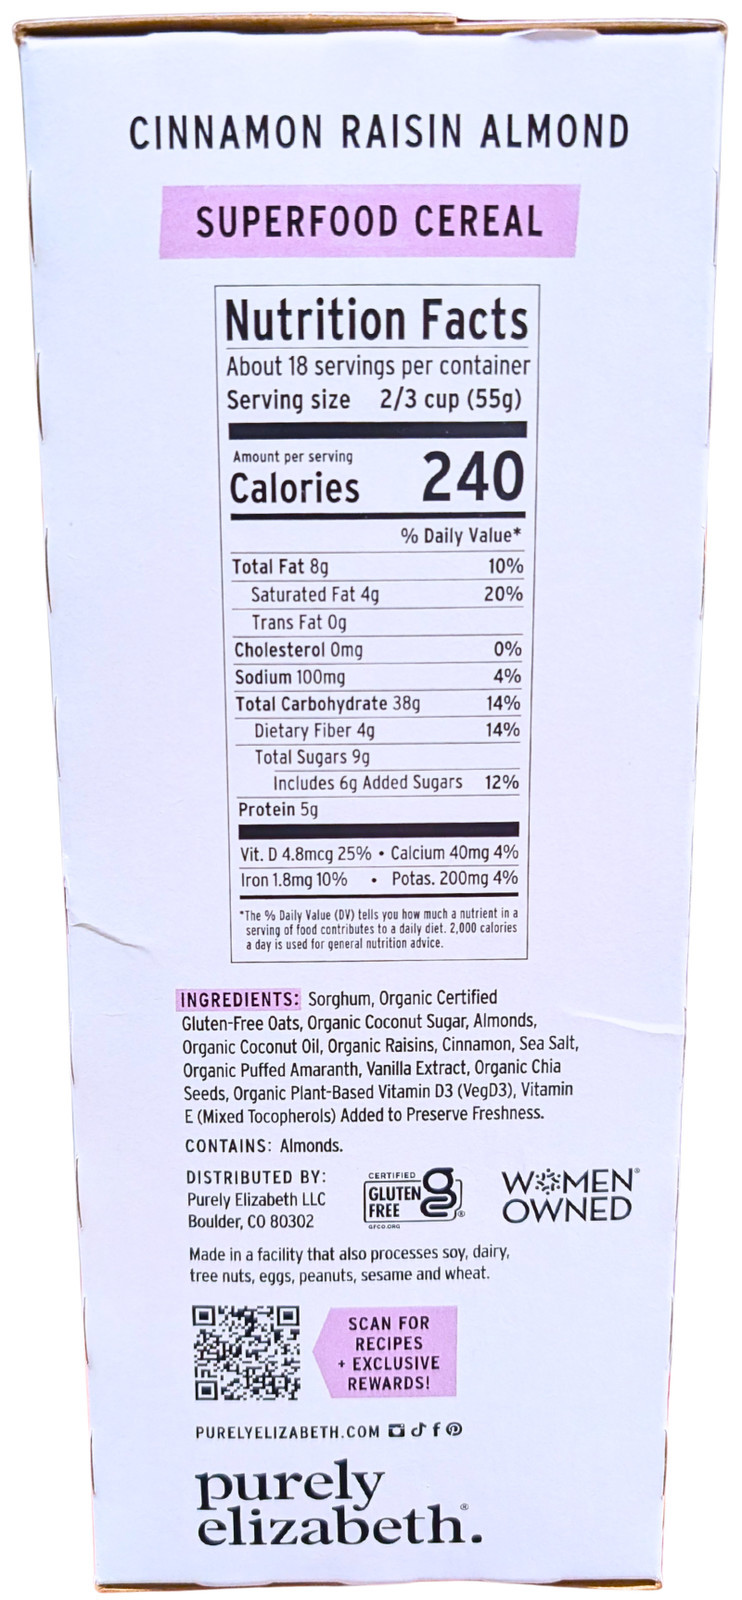 CINNAMON RAISIN ALMOND
SUPERFOOD CEREAL
Nutrition Facts
About 18 servings per container
Serving size 2/3 cup (55g)
Amount per serving
Calories 240
% Daily Value*
Total Fat 8g 10%
Saturated Fat 4g 20%
Trans Fat 0g
Cholesterol 0mg 0%
Sodium 100mg 4%
Total Carbohydrate 38g 14%
Dietary Fiber 4g 14%
Total Sugars 9g
Includes 6g Added Sugars 12%
Protein 5g
Vit. D 4.8mcg 25% • Calcium 40mg 4%
Iron 1.8mg 10% • Potas. 200mg 4%
*The % Daily Value (DV) tells you how much a nutrient in a
serving of food contributes to a daily diet. 2,000 calories
a day is used for general nutrition advice.
INGREDIENTS: Sorghum, Organic Certified
Gluten-Free Oats, Organic Coconut Sugar, Almonds,
Organic Coconut Oil, Organic Raisins, Cinnamon, Sea Salt,
Organic Puffed Amaranth, Vanilla Extract, Organic Chia
Seeds, Organic Plant-Based Vitamin D3 (VegD3), Vitamin
E (Mixed Tocopherols) Added to Preserve Freshness.
CONTAINS: Almonds.
DISTRIBUTED BY:
Purely Elizabeth LLC
Boulder, CO 80302
CERTIFIED
GLUTEN
FREE
GFCO.ORG
WOMEN
OWNED
Made in a facility that also processes soy, dairy,
tree nuts, eggs, peanuts, sesame and wheat.
SCAN FOR
RECIPES
+ EXCLUSIVE
REWARDS!
PURELYELIZABETH.COM
purely
elizabeth®.